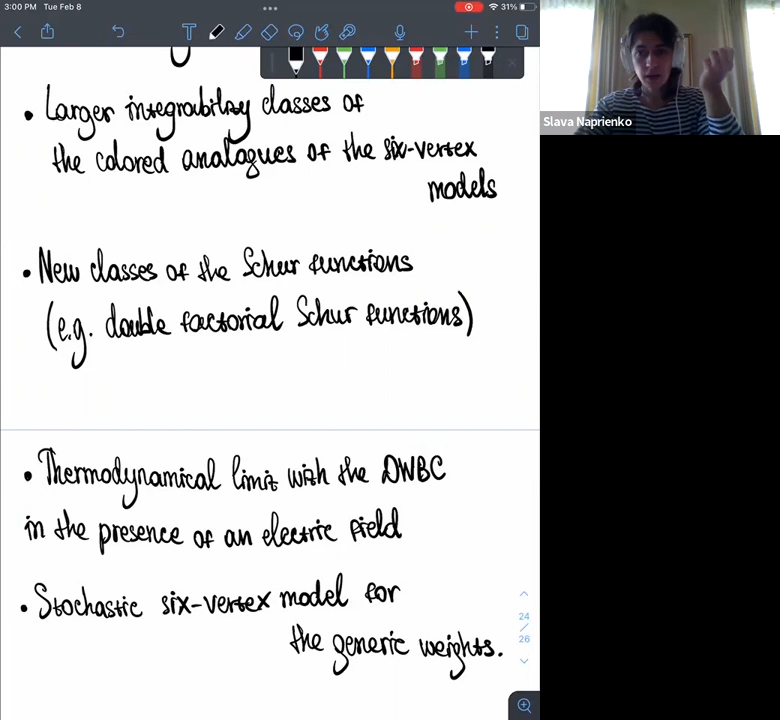 3:00 PM Tue Feb 8
31%
Slava Naprienko
• Larger integrability classes of
the colored analogues of the six-vertex
models
• New classes of the Schur functions
(e.g. double factorial Schur functions)
• Thermodynamical limit with the DWBC
in the presence of an electric field
• Stochastic six-vertex model for
the generic weights.
24
/
26